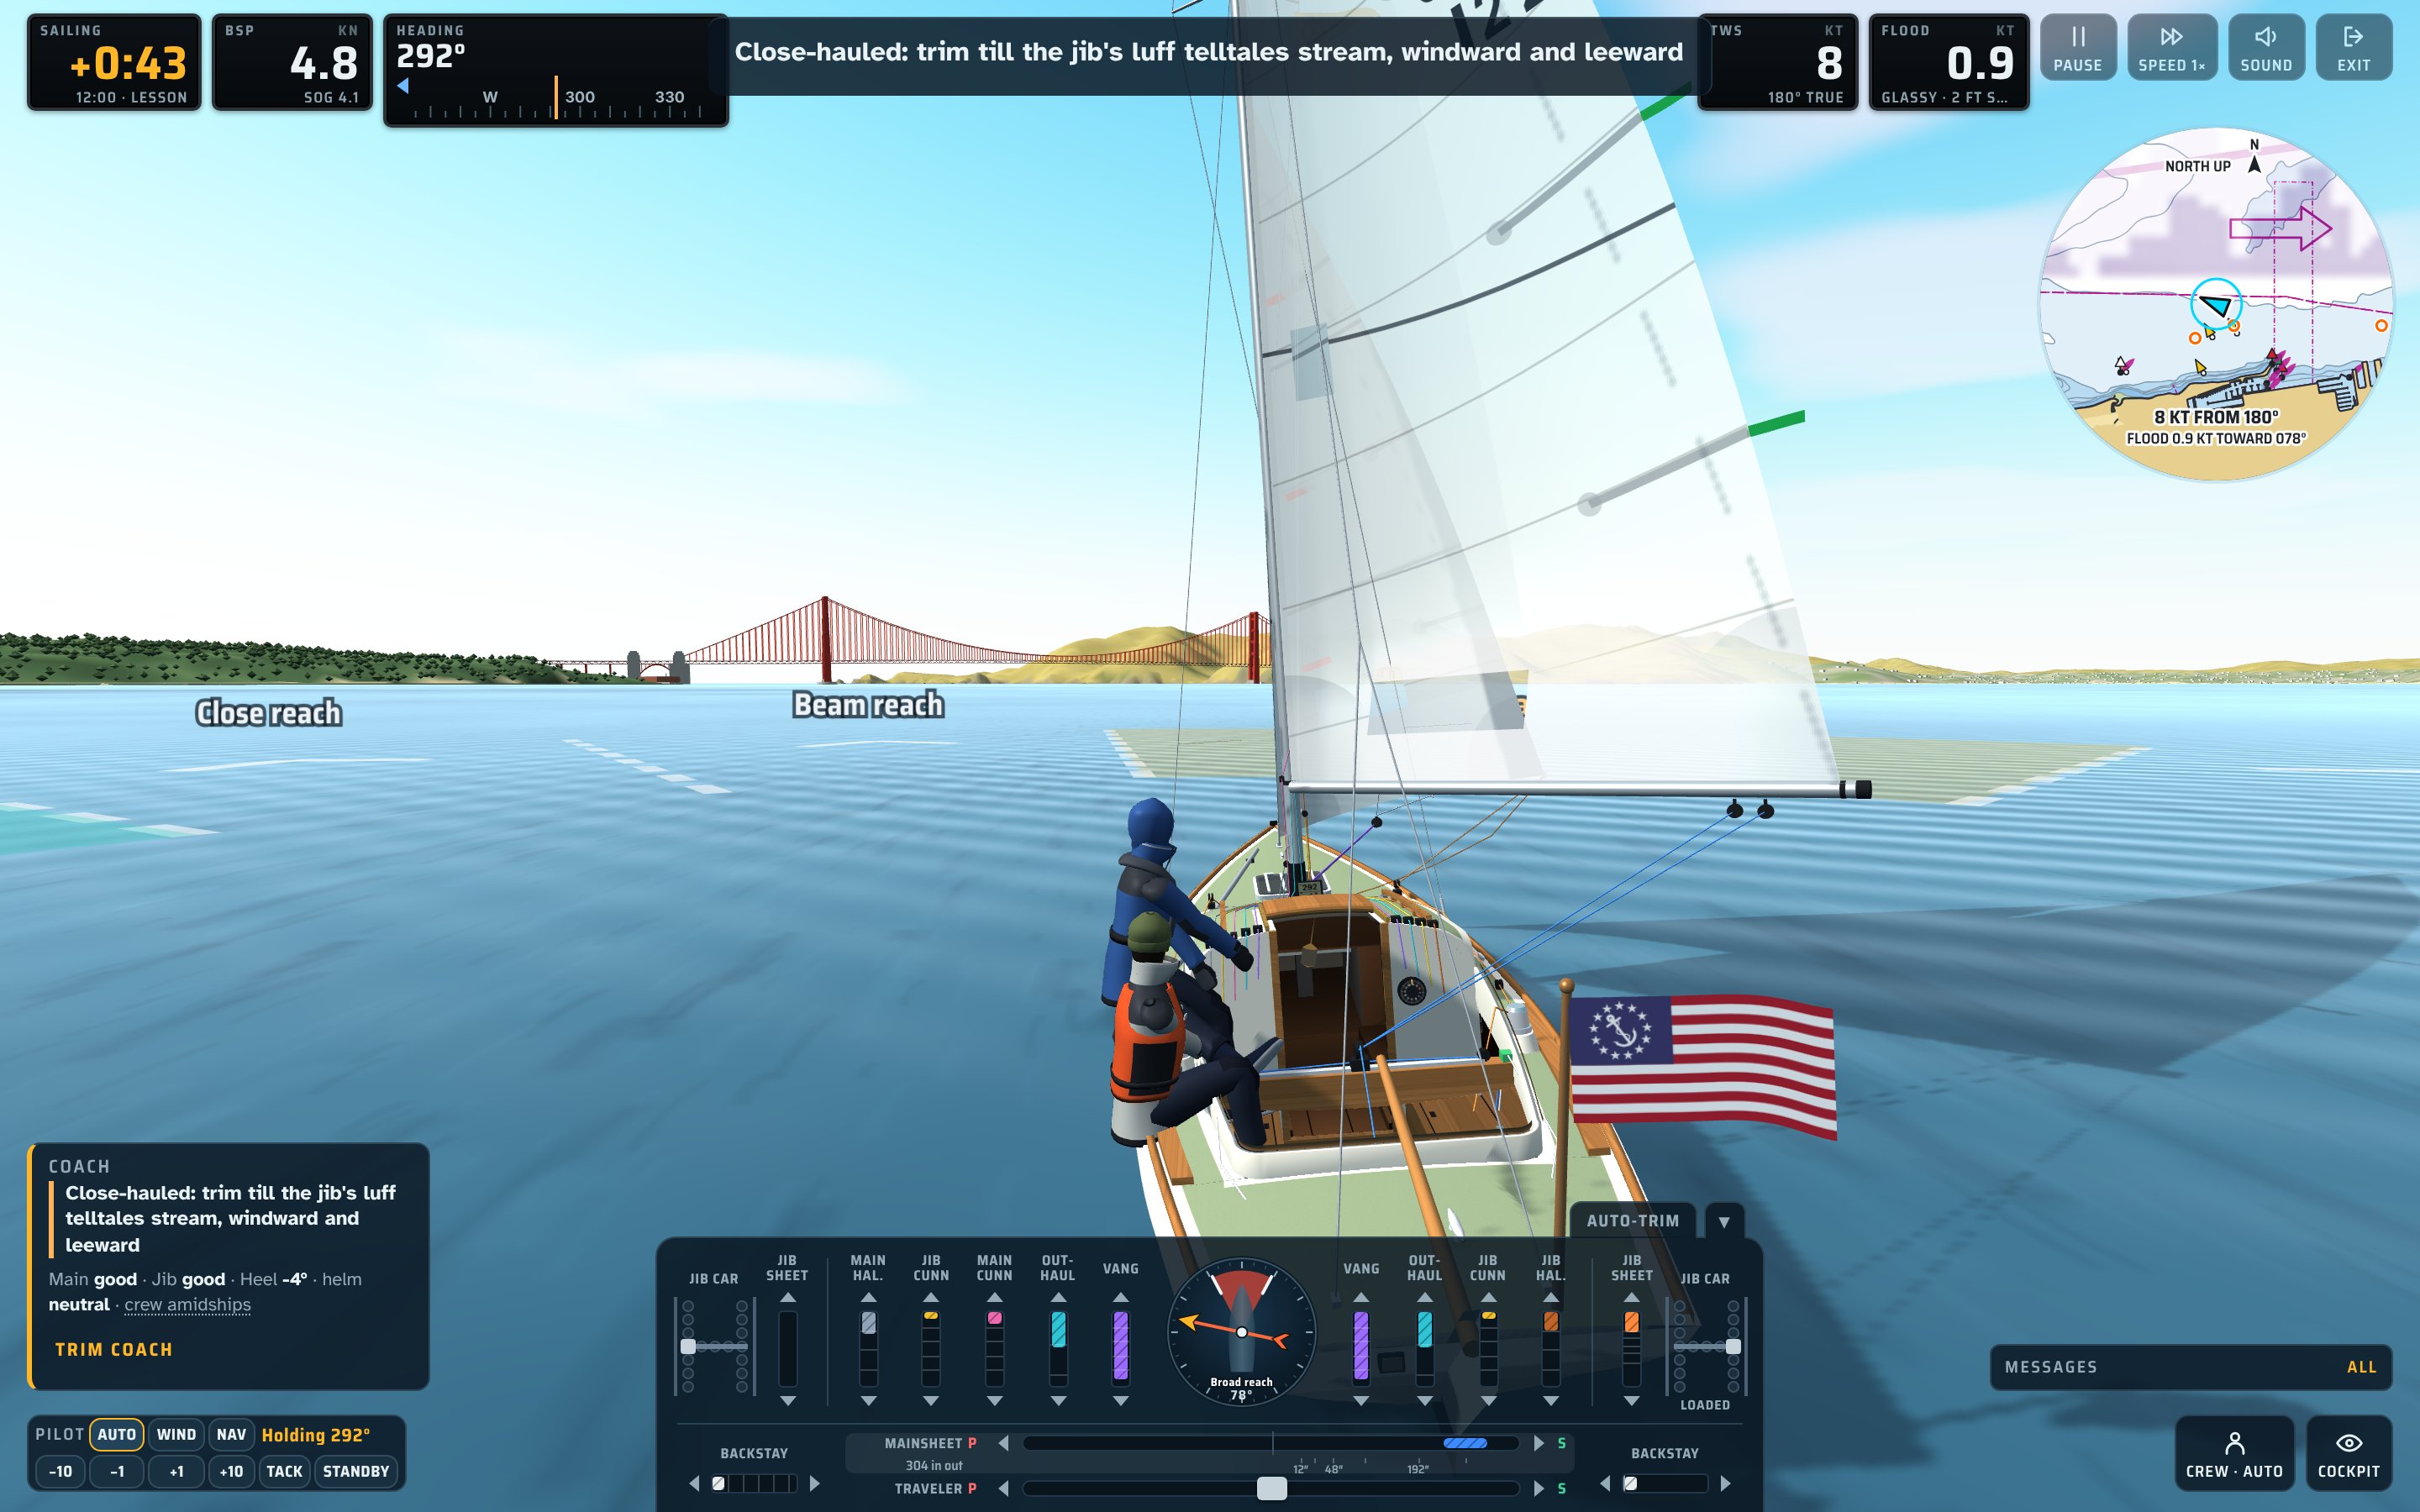 SAILING
+0:43
12:00 · LESSON
BSP KN
4.8
SOG 4.1
HEADING
292°
W 300 330
Close-hauled: trim till the jib's luff telltales stream, windward and leeward
TWS KT
8
180° TRUE
FLOOD KT
0.9
GLASSY · 2 FT S...
PAUSE
SPEED 1×
SOUND
EXIT
N
NORTH UP
8 KT FROM 180°
FLOOD 0.9 KT TOWARD 078°
Close reach
Beam reach
292
COACH
Close-hauled: trim till the jib's luff
telltales stream, windward and
leeward
Main good · Jib good · Heel -4° · helm
neutral · crew amidships
TRIM COACH
PILOT AUTO WIND NAV Holding 292°
-10 -1 +1 +10 TACK STANDBY
AUTO-TRIM ▼
JIB CAR
JIB SHEET
MAIN HAL.
JIB CUNN
MAIN CUNN
OUT-HAUL
VANG
Broad reach
78°
VANG
OUT-HAUL
JIB CUNN
JIB HAL.
JIB SHEET
JIB CAR
LOADED
BACKSTAY
MAINSHEET P S
304 in out
12" 48" 192"
TRAVELER P S
BACKSTAY
MESSAGES ALL
CREW · AUTO
COCKPIT